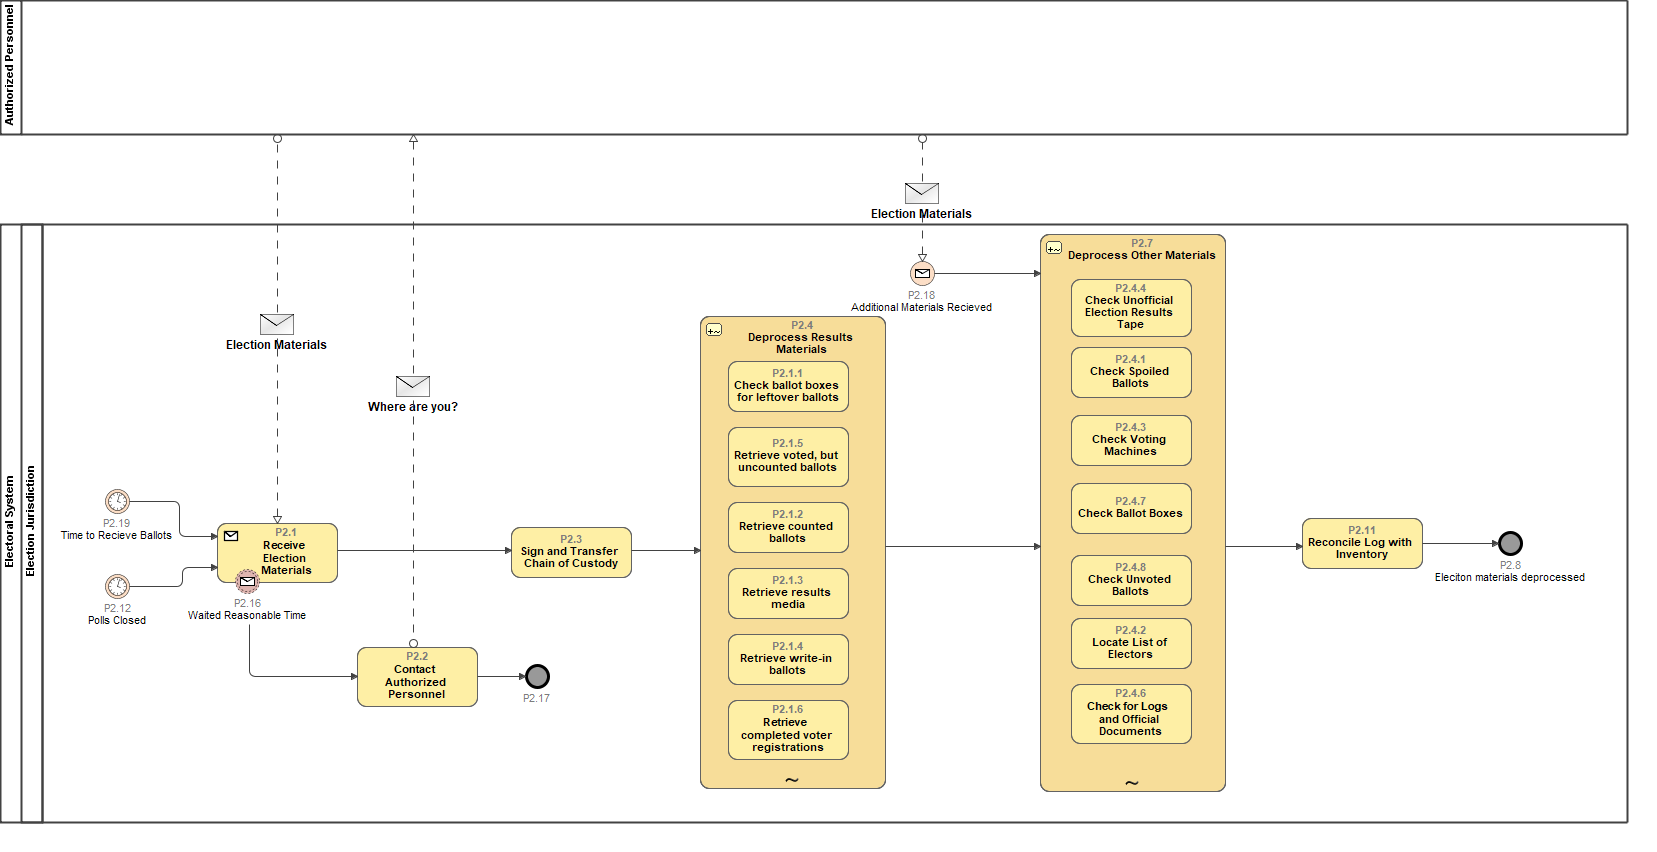 Authorized Personnel
Election Materials
Where are you?
Election Materials
Electoral System
Election Jurisdiction
P2.19
Time to Recieve Ballots
P2.12
Polls Closed
P2.1
Receive
Election
Materials
P2.16
Waited Reasonable Time
P2.2
Contact
Authorized
Personnel
P2.17
P2.3
Sign and Transfer
Chain of Custody
P2.4
Deprocess Results
Materials
P2.1.1
Check ballot boxes
for leftover ballots
P2.1.5
Retrieve voted, but
uncounted ballots
P2.1.2
Retrieve counted
ballots
P2.1.3
Retrieve results
media
P2.1.4
Retrieve write-in
ballots
P2.1.6
Retrieve
completed voter
registrations
~
P2.18
Additional Materials Recieved
P2.7
Deprocess Other Materials
P2.4.4
Check Unofficial
Election Results
Tape
P2.4.1
Check Spoiled
Ballots
P2.4.3
Check Voting
Machines
P2.4.7
Check Ballot Boxes
P2.4.8
Check Unvoted
Ballots
P2.4.2
Locate List of
Electors
P2.4.6
Check for Logs
and Official
Documents
~
P2.11
Reconcile Log with
Inventory
P2.8
Eleciton materials deprocessed